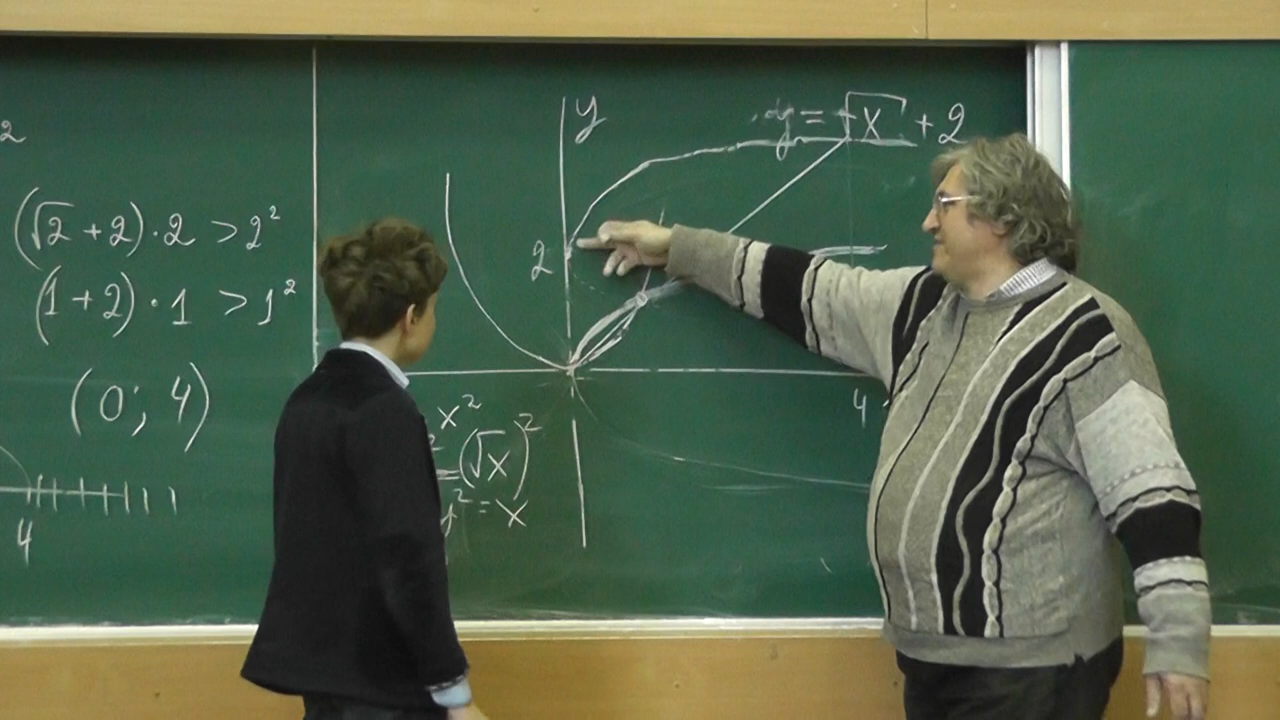 2
(√2 + 2) · 2 > 2²
(1 + 2) · 1 > 1²
(0; 4)
4
y
y = √x + 2
2
4
x²
= (√x)²
y² = x